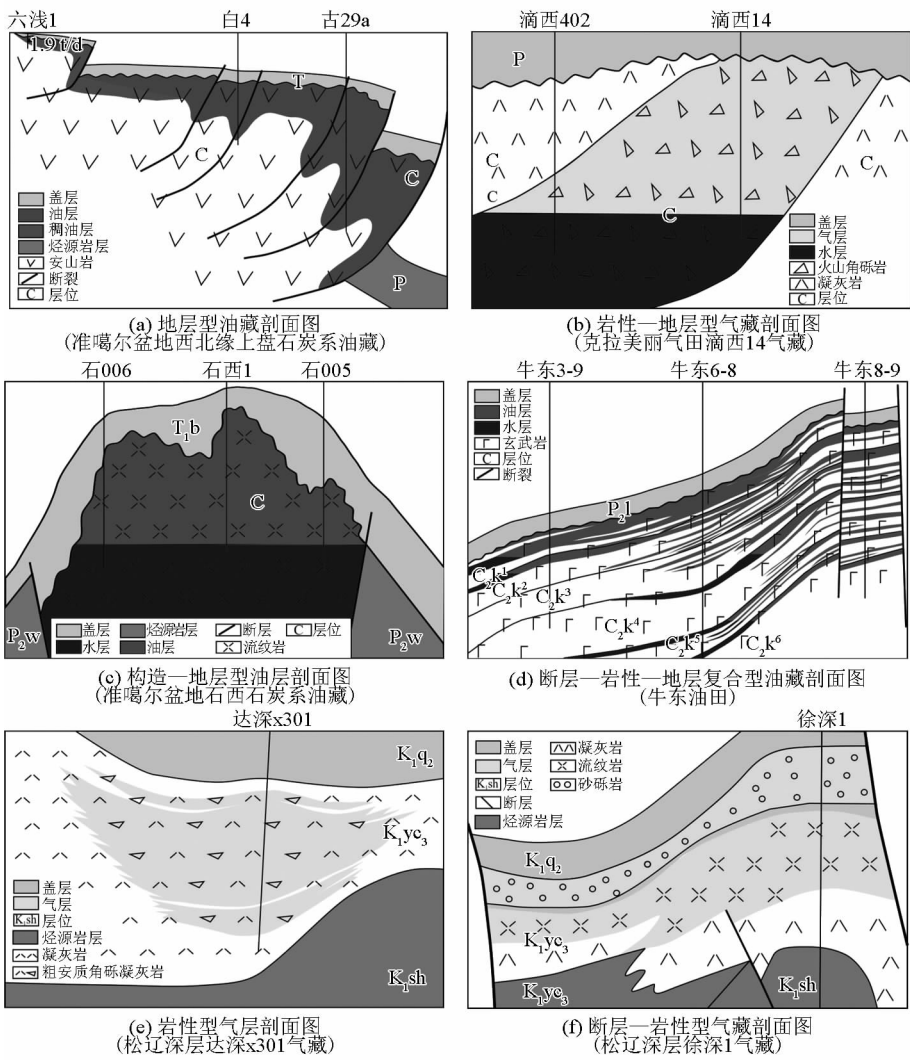 六浅1
白4
古29a
1.9 t/d
T
C
C
P
盖层
油层
稠油层
烃源岩层
安山岩
断裂
C 层位
(a) 地层型油藏剖面图
(准噶尔盆地西北缘上盘石炭系油藏)
滴西402
滴西14
P
C
C
C
C
盖层
气层
水层
火山角砾岩
凝灰岩
C 层位
(b) 岩性—地层型气藏剖面图
(克拉美丽气田滴西14气藏)
石006
石西1
石005
T₁b
C
P₂w
P₂w
盖层
烃源岩层
断层
C 层位
水层
油层
流纹岩
(c) 构造—地层型油层剖面图
(准噶尔盆地石西石炭系油藏)
牛东3-9
牛东6-8
牛东8-9
盖层
油层
水层
玄武岩
C 层位
断裂
P₂l
C₂k¹
C₂k²
C₂k³
C₂k⁴
C₂k⁵
C₂k⁶
(d) 断层—岩性—地层复合型油藏剖面图
(牛东油田)
达深x301
K₁q₂
K₁yc₃
K₁sh
盖层
气层
K₁sh 层位
烃源岩层
凝灰岩
粗安质角砾凝灰岩
(e) 岩性型气层剖面图
(松辽深层达深x301气藏)
徐深1
盖层
凝灰岩
气层
流纹岩
K₁sh 层位
砂砾岩
断层
烃源岩层
K₁q₂
K₁yc₃
K₁yc₃
K₁sh
(f) 断层—岩性型气藏剖面图
(松辽深层徐深1气藏)